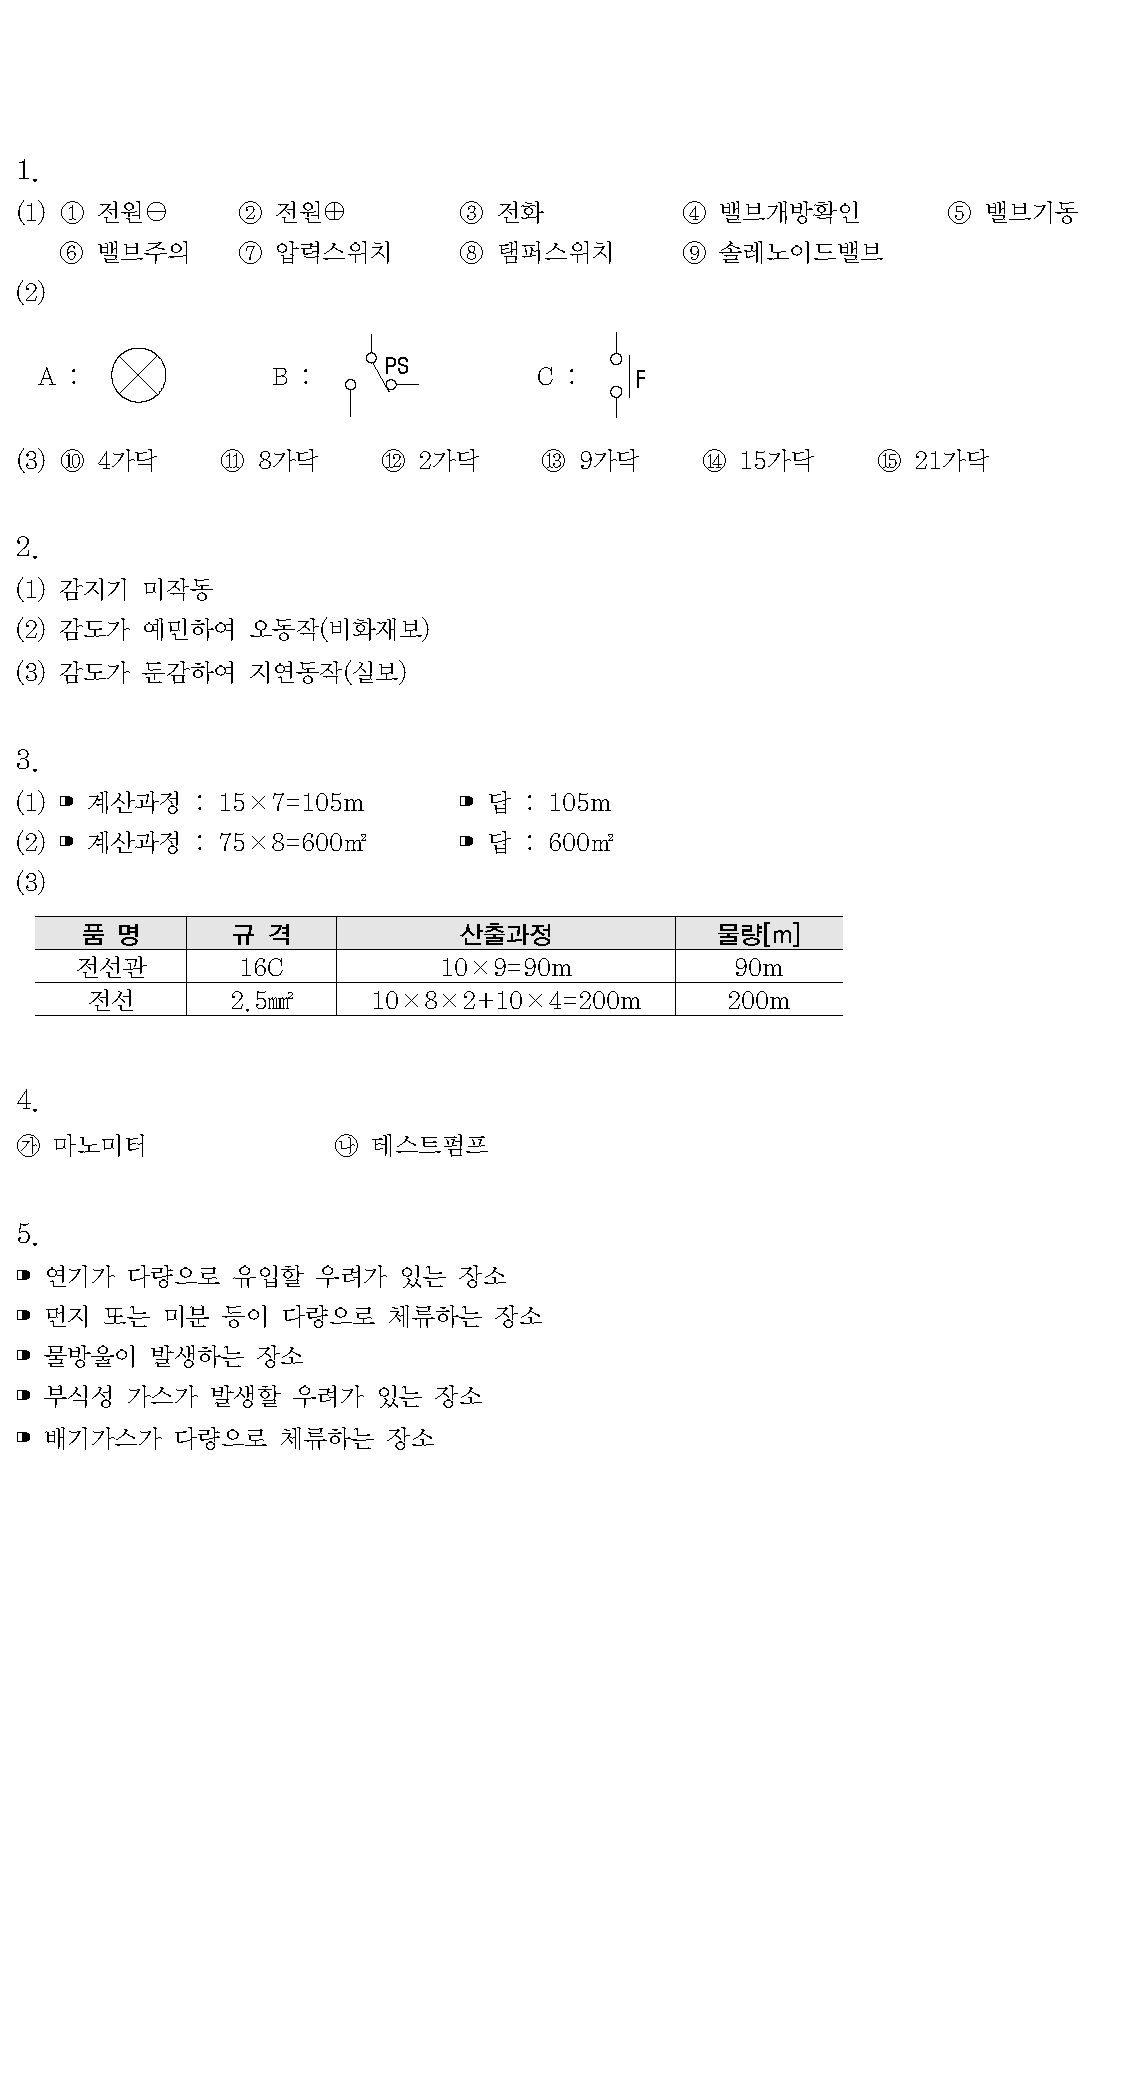 1.
(1) ① 전원⊖ ② 전원⊕ ③ 전화 ④ 밸브개방확인 ⑤ 밸브기동
⑥ 밸브주의 ⑦ 압력스위치 ⑧ 탬퍼스위치 ⑨ 솔레노이드밸브
(2)
A : B : PS C : F
(3) ⑩ 4가닥 ⑪ 8가닥 ⑫ 2가닥 ⑬ 9가닥 ⑭ 15가닥 ⑮ 21가닥
2.
(1) 감지기 미작동
(2) 감도가 예민하여 오동작(비화재보)
(3) 감도가 둔감하여 지연동작(실보)
3.
(1) ➠ 계산과정 : 15×7=105m ➠ 답 : 105m
(2) ➠ 계산과정 : 75×8=600㎡ ➠ 답 : 600㎡
(3)
품 명 규 격 산출과정 물량[m]
전선관 16C 10×9=90m 90m
전선 2.5㎟ 10×8×2+10×4=200m 200m
4.
㉮ 마노미터 ㉯ 테스트펌프
5.
➠ 연기가 다량으로 유입할 우려가 있는 장소
➠ 먼지 또는 미분 등이 다량으로 체류하는 장소
➠ 물방울이 발생하는 장소
➠ 부식성 가스가 발생할 우려가 있는 장소
➠ 배기가스가 다량으로 체류하는 장소